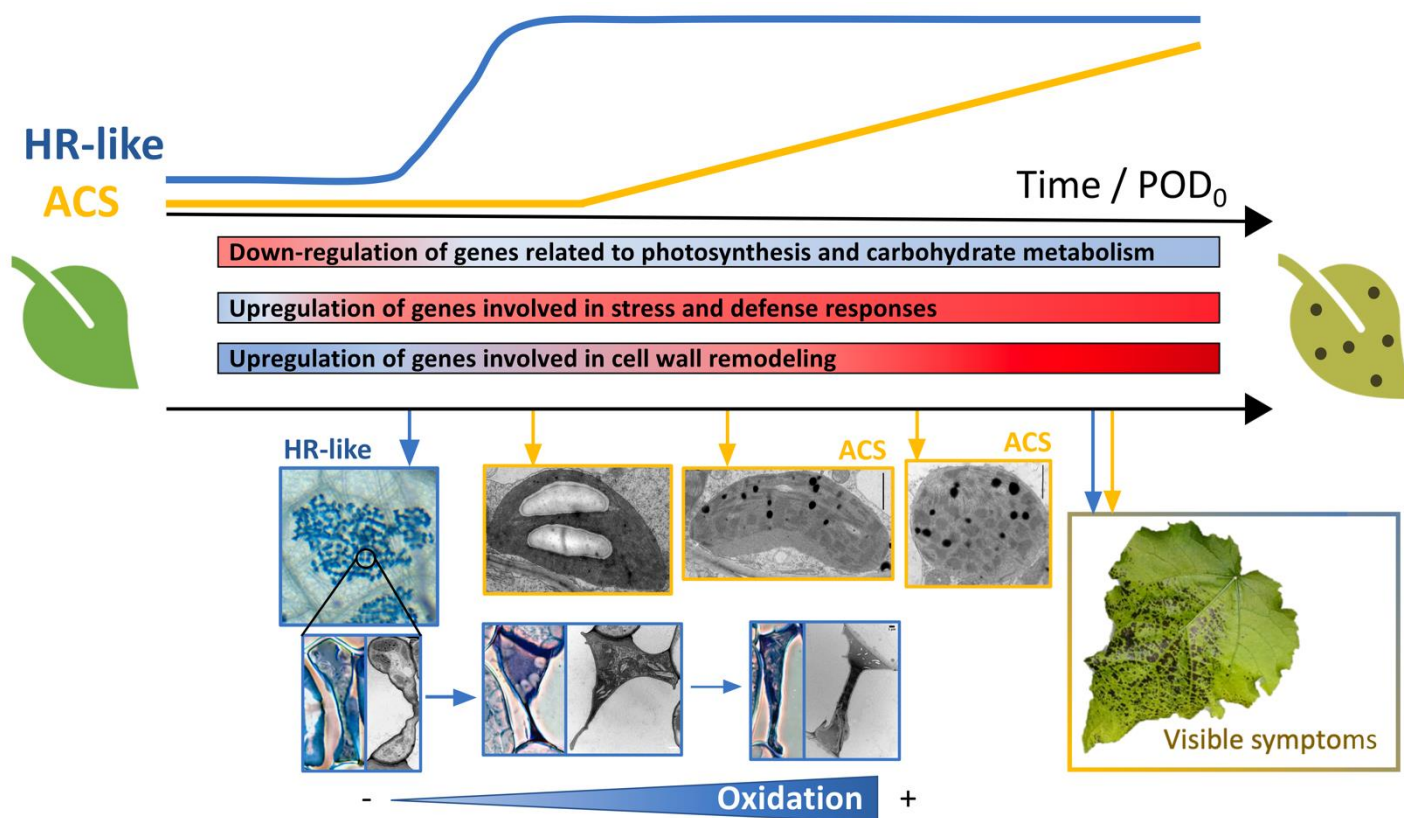 HR-like
ACS
Time / POD₀
Down-regulation of genes related to photosynthesis and carbohydrate metabolism
Upregulation of genes involved in stress and defense responses
Upregulation of genes involved in cell wall remodeling
HR-like
ACS
ACS
Visible symptoms
- Oxidation +